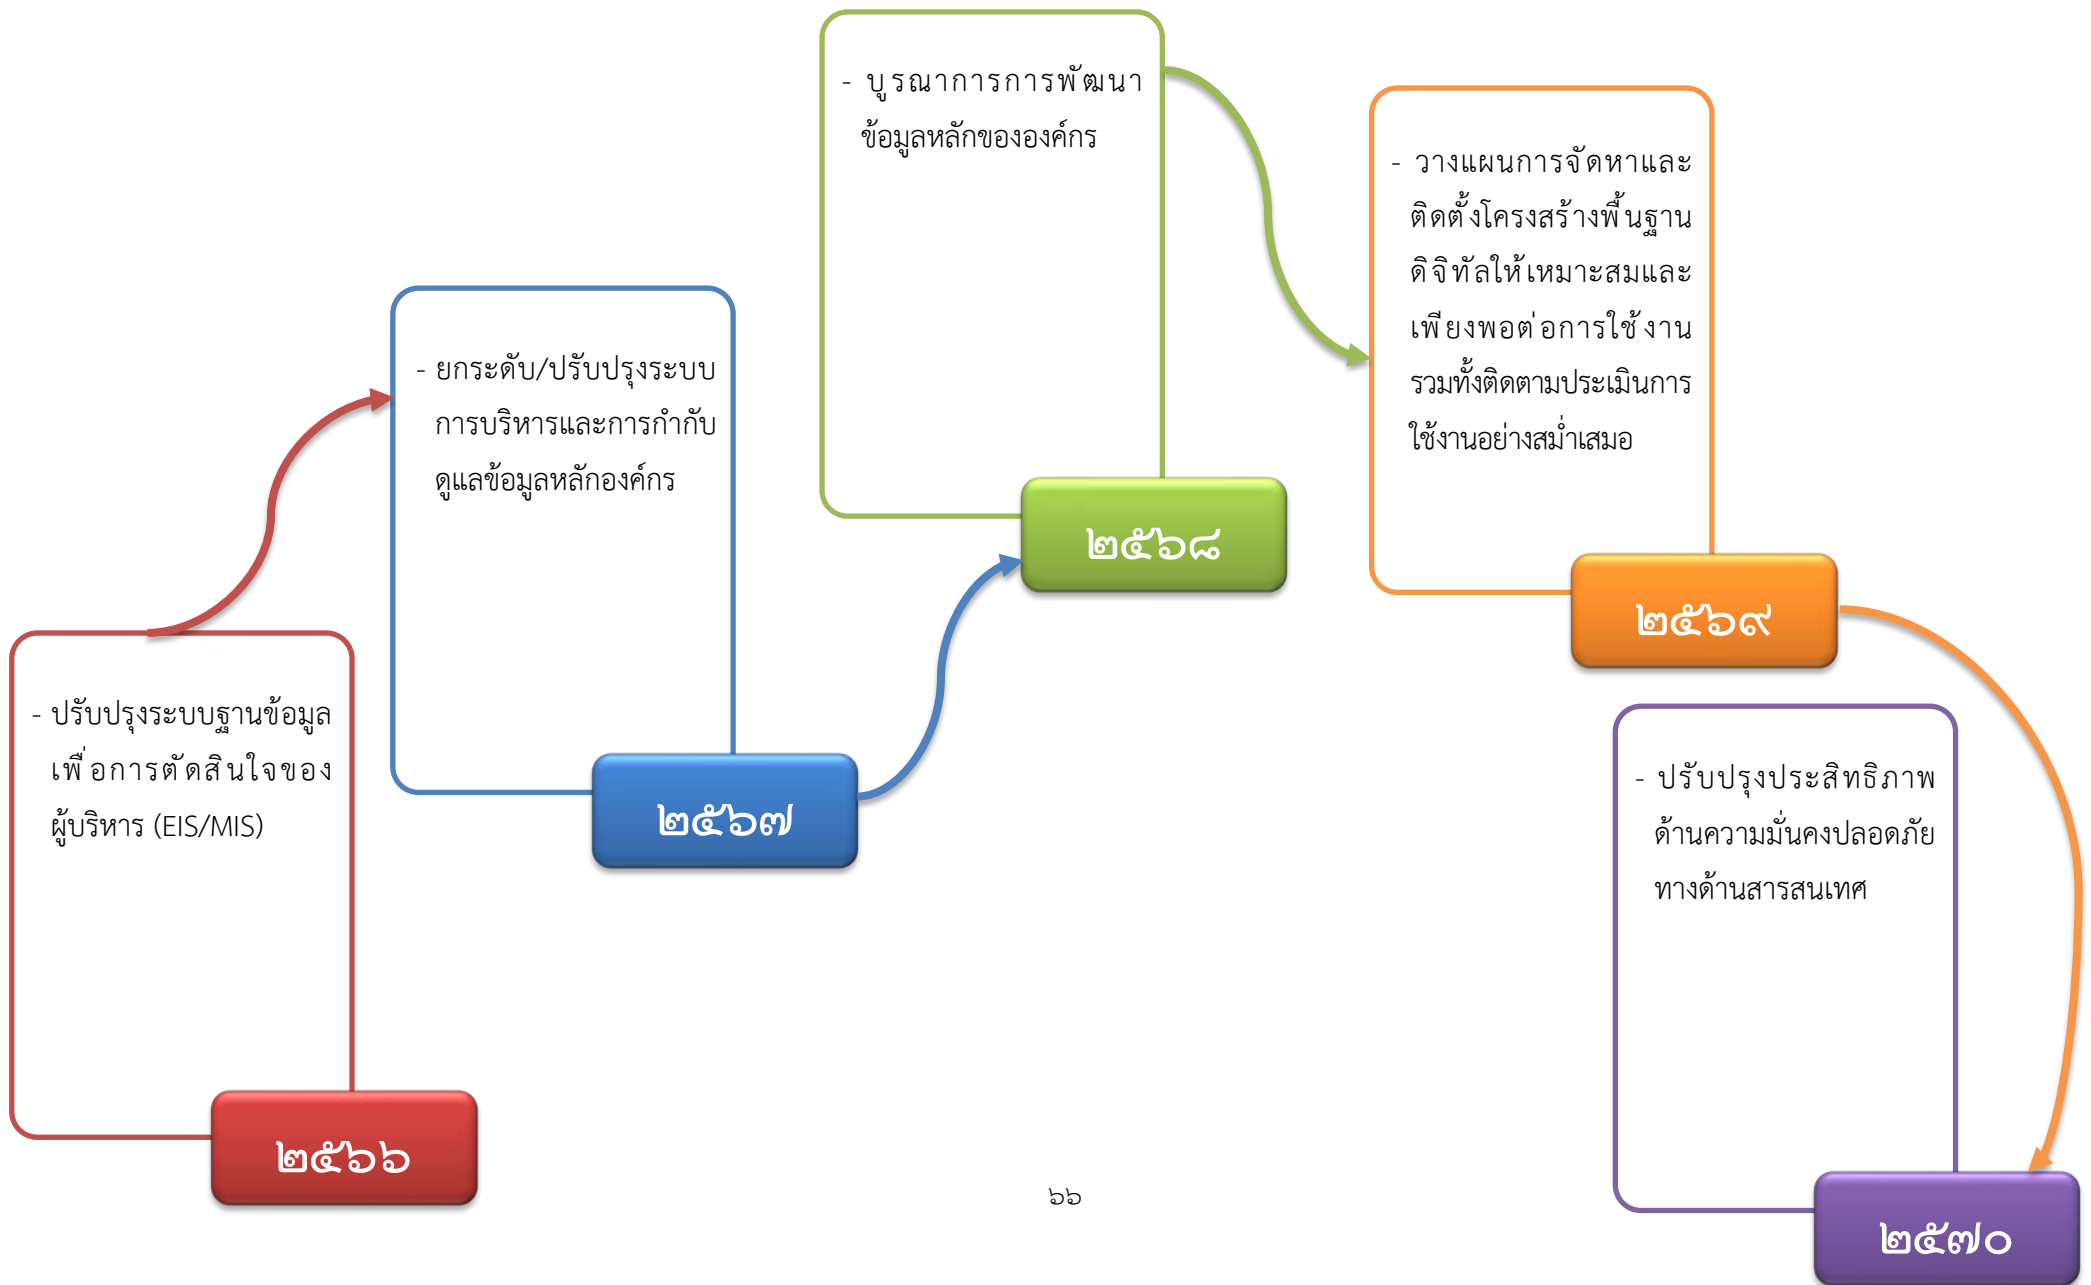 - ปรับปรุงระบบฐานข้อมูล
เพื่อการตัดสินใจของ
ผู้บริหาร (EIS/MIS)
๒๕๖๖
- ยกระดับ/ปรับปรุงระบบ
การบริหารและการกำกับ
ดูแลข้อมูลหลักองค์กร
๒๕๖๗
- บูรณาการการพัฒนา
ข้อมูลหลักขององค์กร
๒๕๖๘
- วางแผนการจัดหาและ
ติดตั้งโครงสร้างพื้นฐาน
ดิจิทัลให้เหมาะสมและ
เพียงพอต่อการใช้งาน
รวมทั้งติดตามประเมินการ
ใช้งานอย่างสม่ำเสมอ
๒๕๖๙
- ปรับปรุงประสิทธิภาพ
ด้านความมั่นคงปลอดภัย
ทางด้านสารสนเทศ
๒๕๗๐
๖๖